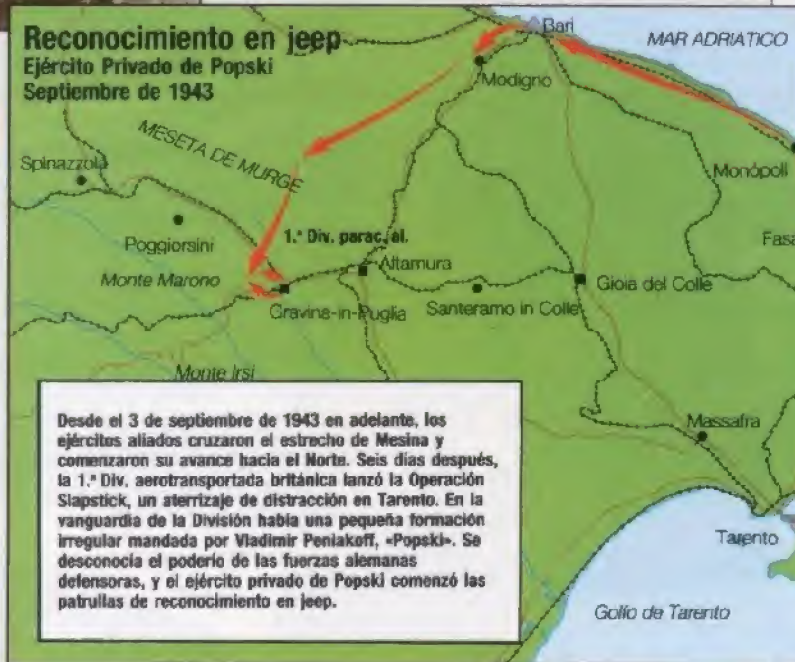 Reconocimiento en jeep
Ejército Privado de Popski
Septiembre de 1943
Bari
MAR ADRIATICO
Modigno
MESETA DE MURGE
Spinazzola
Monópoli
Poggiorsini
1.ª Div. parac. al.
Fasa
Monte Marono
Altamura
Gravina-in-Puglia
Santeramo in Colle
Gioia del Colle
Monte Irsi
Massafra
Tarento
Golfo de Tarento
Desde el 3 de septiembre de 1943 en adelante, los
ejércitos aliados cruzaron el estrecho de Mesina y
comenzaron su avance hacia el Norte. Seis días después,
la 1.ª Div. aerotransportada británica lanzó la Operación
Slapstick, un aterrizaje de distracción en Tarento. En la
vanguardia de la División había una pequeña formación
irregular mandada por Vladimir Peniakoff, «Popski». Se
desconocía el poderío de las fuerzas alemanas
defensoras, y el ejército privado de Popski comenzó las
patrullas de reconocimiento en jeep.